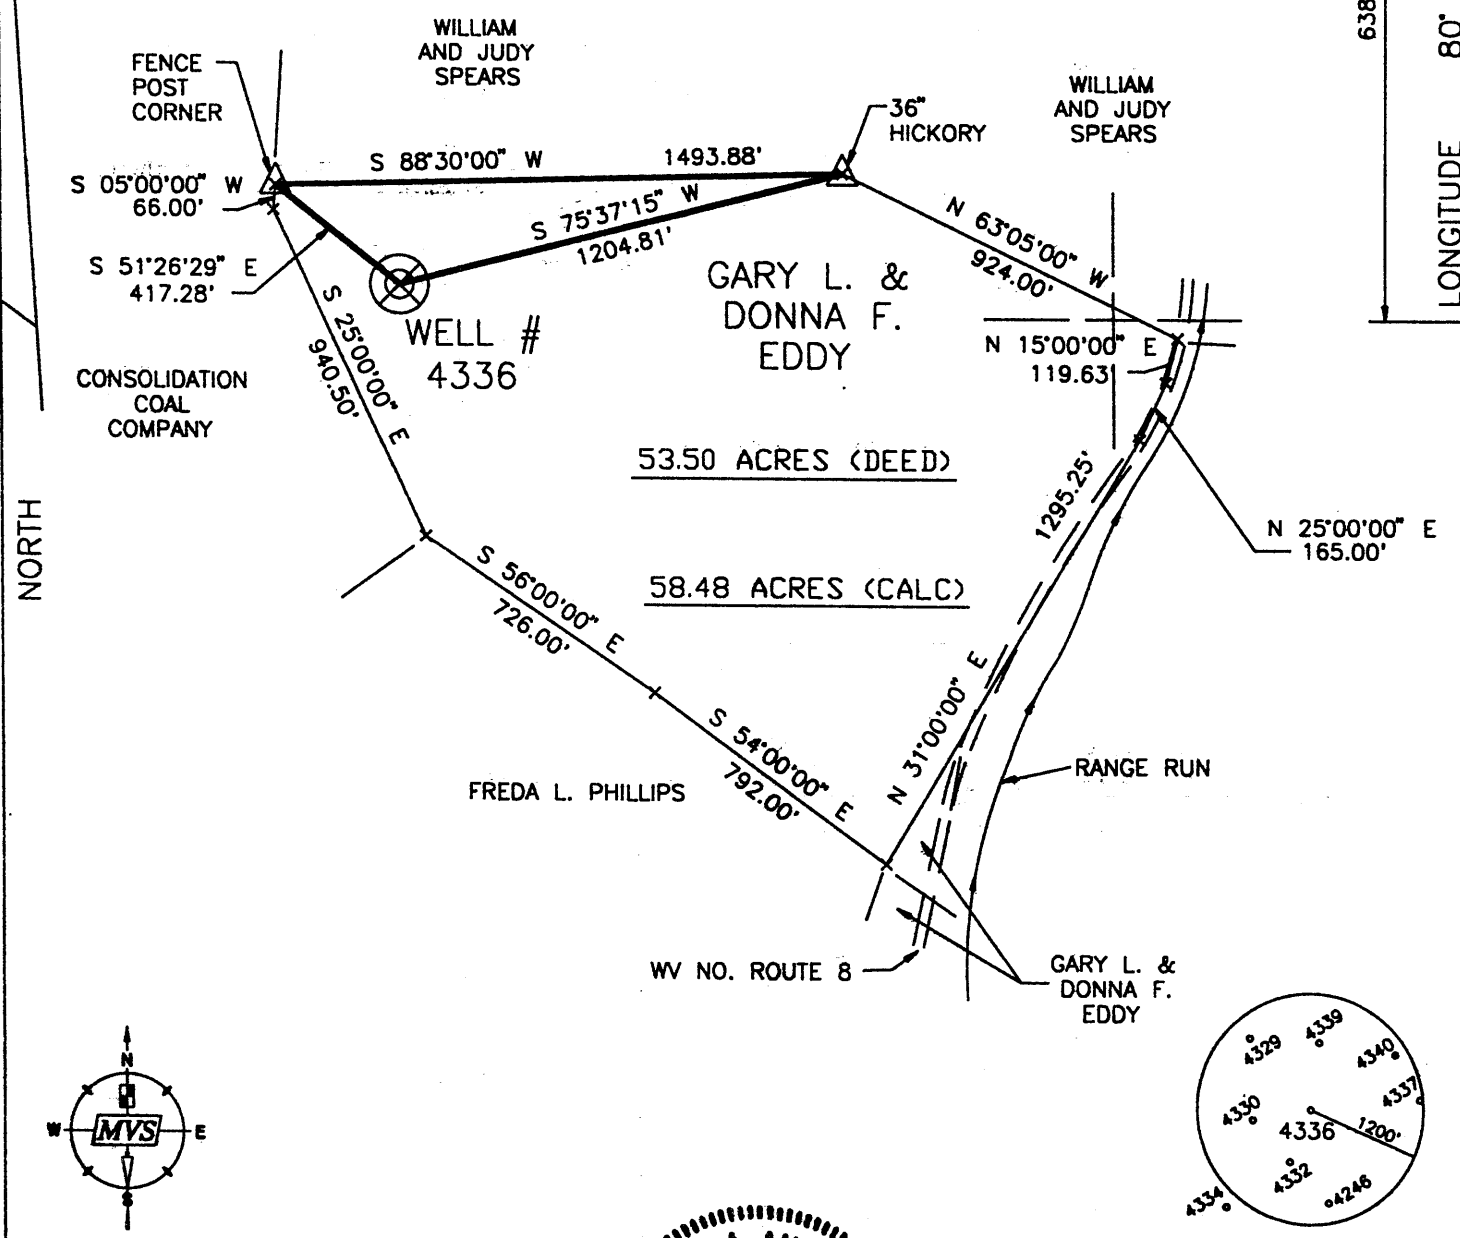 WILLIAM
AND JUDY
SPEARS
638
80°
LONGITUDE
FENCE
POST
CORNER
WILLIAM
AND JUDY
SPEARS
36"
HICKORY
S 88°30'00" W 1493.88'
S 05°00'00" W
66.00'
S 75°37'15" W
1204.81'
N 63°05'00" W
924.00'
S 51°26'29" E
417.28'
GARY L. &
DONNA F.
EDDY
WELL #
4336
S 25°00'00" E
940.50'
N 15°00'00" E
119.63'
CONSOLIDATION
COAL
COMPANY
53.50 ACRES (DEED)
1295.25'
N 31°00'00" E
N 25°00'00" E
165.00'
NORTH
58.48 ACRES (CALC)
S 56°00'00" E
726.00'
S 54°00'00" E
792.00'
FREDA L. PHILLIPS
RANGE RUN
WV NO. ROUTE 8
GARY L. &
DONNA F.
EDDY
N
W
MVS
E
S
4329
4339
4340
4337
4330
4336
1200'
4332
4246
4334